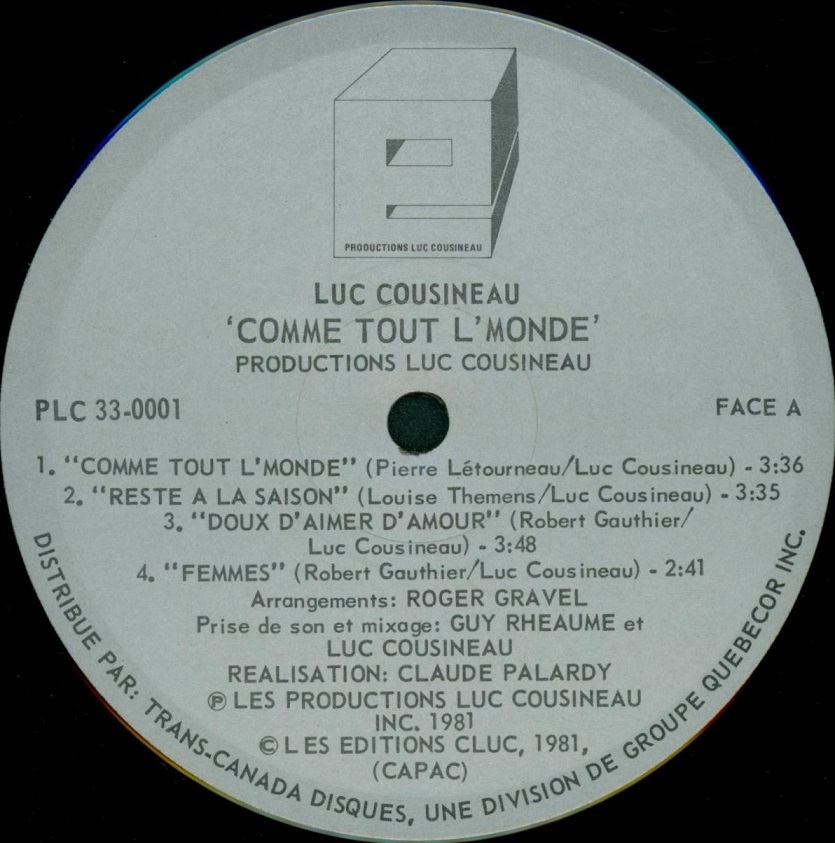 PRODUCTIONS LUC COUSINEAU
LUC COUSINEAU
'COMME TOUT L'MONDE'
PRODUCTIONS LUC COUSINEAU
PLC 33-0001
FACE A
1. "COMME TOUT L'MONDE" (Pierre Létourneau/Luc Cousineau) - 3:36
2. "RESTE A LA SAISON" (Louise Themens/Luc Cousineau) - 3:35
3. "DOUX D'AIMER D'AMOUR" (Robert Gauthier/
Luc Cousineau) - 3:48
4. "FEMMES" (Robert Gauthier/Luc Cousineau) - 2:41
Arrangements: ROGER GRAVEL
Prise de son et mixage: GUY RHEAUME et
LUC COUSINEAU
REALISATION: CLAUDE PALARDY
Ⓟ LES PRODUCTIONS LUC COUSINEAU
INC. 1981
© LES EDITIONS CLUC, 1981,
(CAPAC)
DISTRIBUE PAR: TRANS-CANADA DISQUES, UNE DIVISION DE GROUPE QUEBECOR INC.